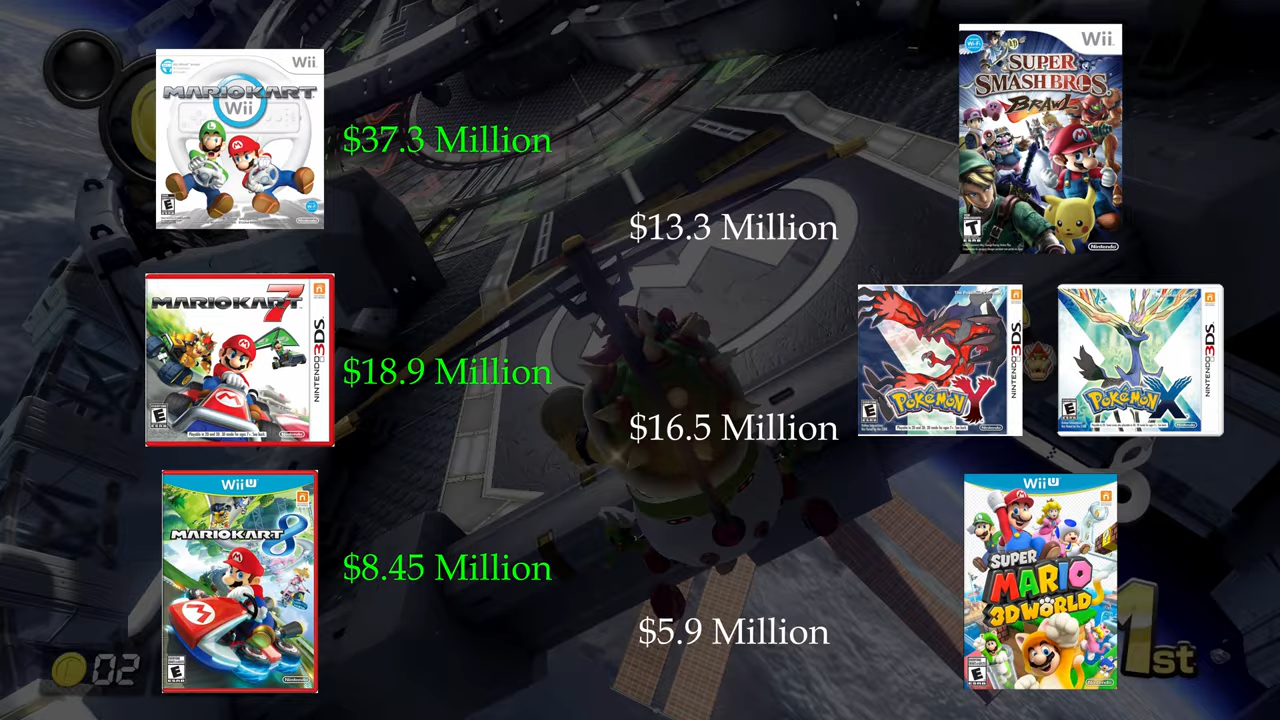 Wii
MARIOKART
Wii
$37.3 Million
Wii
SUPER
SMASH BROS.
BRAWL
$13.3 Million
MARIOKART 7
NINTENDO 3DS
$18.9 Million
POKéMON Y
NINTENDO 3DS
POKéMON X
NINTENDO 3DS
$16.5 Million
Wii U
MARIOKART 8
$8.45 Million
Wii U
SUPER
MARIO
3D WORLD
$5.9 Million
02
1st